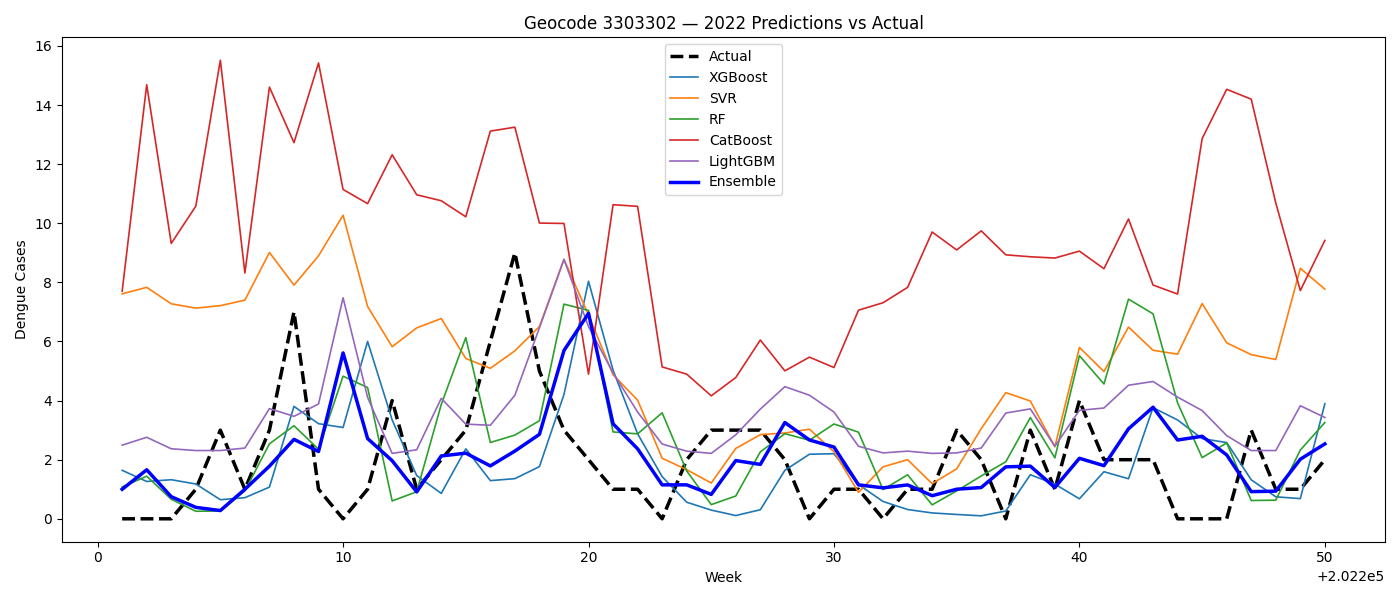 Geocode 3303302 — 2022 Predictions vs Actual
16
14
12
10
8
6
4
2
0
Dengue Cases
Actual
XGBoost
SVR
RF
CatBoost
LightGBM
Ensemble
0 10 20 30 40 50
Week
+2.022e5